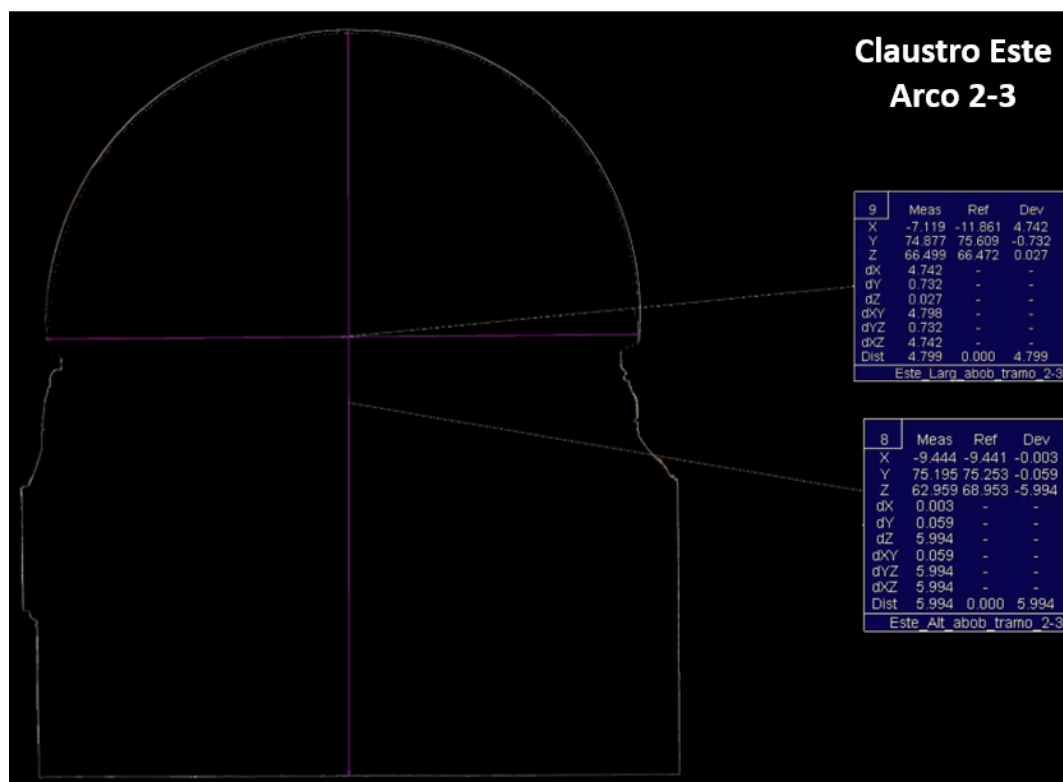 Claustro Este
Arco 2-3
9 Meas Ref Dev
X -7.119 -11.861 4.742
Y 74.877 75.609 -0.732
Z 66.499 66.472 0.027
dX 4.742 - -
dY 0.732 - -
dZ 0.027 - -
dXY 4.798 - -
dYZ 0.732 - -
dXZ 4.742 - -
Dist 4.799 0.000 4.799
Este_Larg_abob_tramo_2-3
8 Meas Ref Dev
X -9.444 -9.441 -0.003
Y 75.195 75.253 -0.059
Z 62.959 68.953 -5.994
dX 0.003 - -
dY 0.059 - -
dZ 5.994 - -
dXY 0.059 - -
dYZ 5.994 - -
dXZ 5.994 - -
Dist 5.994 0.000 5.994
Este_Alt_abob_tramo_2-3